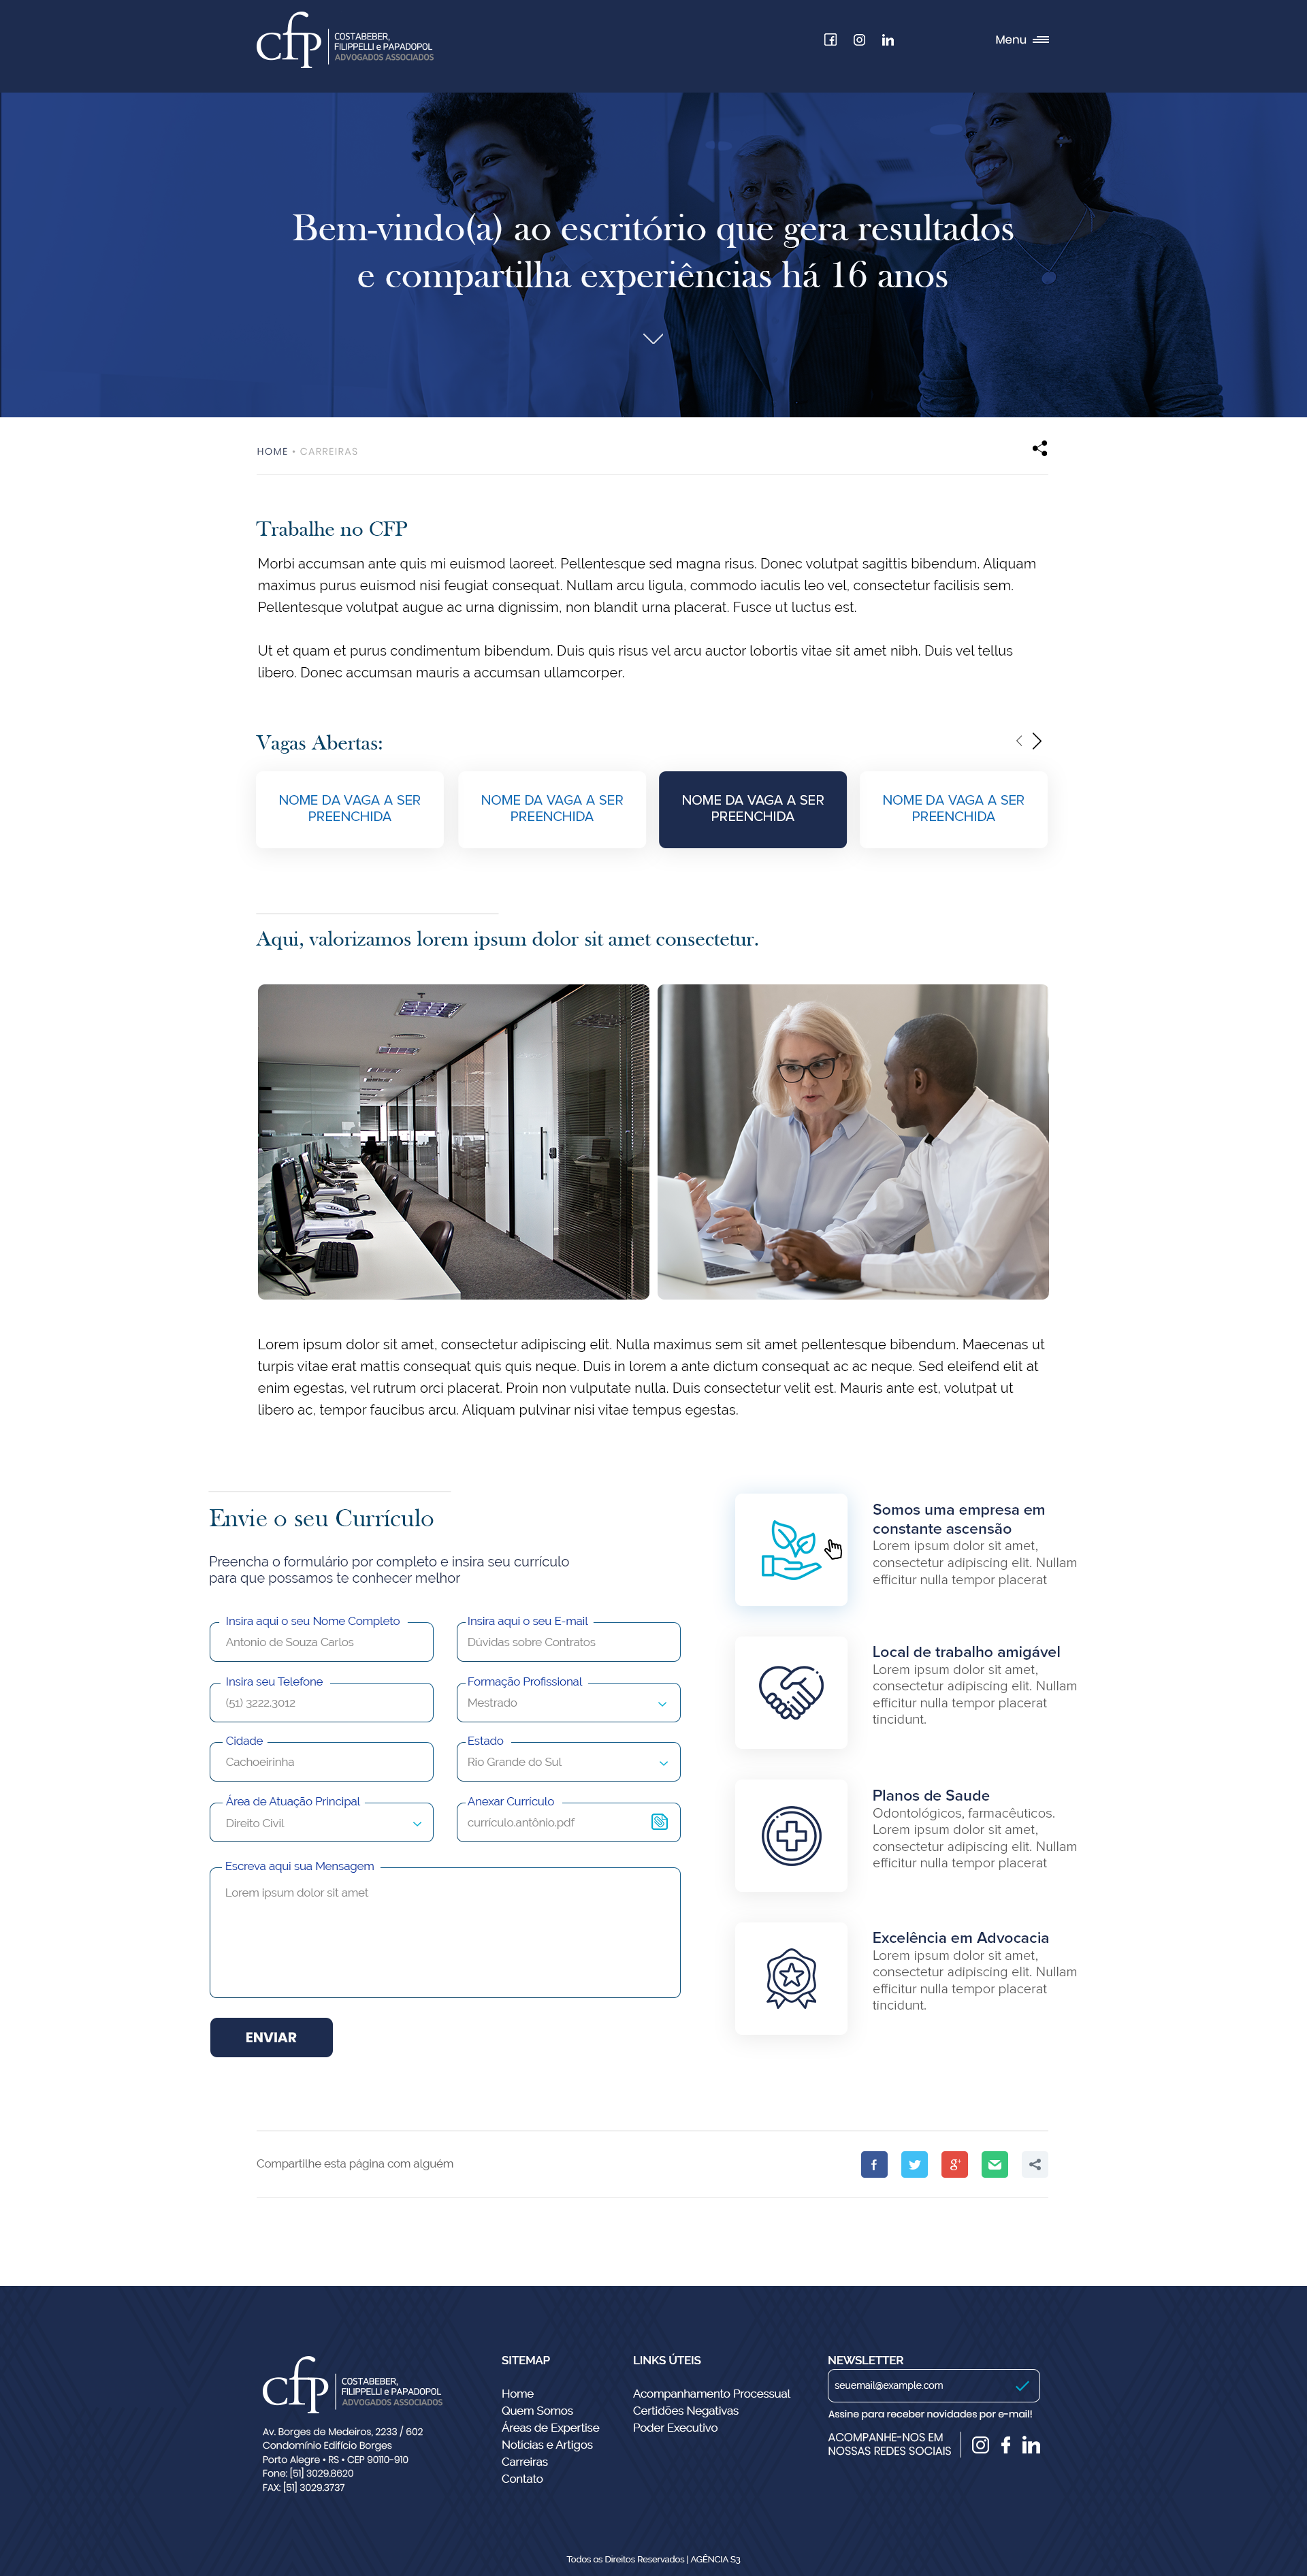 cfp
COSTABEBER,
FILIPPELLI e PAPADOPOL
ADVOGADOS ASSOCIADOS
Menu
Bem-vindo(a) ao escritório que gera resultados
e compartilha experiências há 16 anos
HOME • CARREIRAS
Trabalhe no CFP
Morbi accumsan ante quis mi euismod laoreet. Pellentesque sed magna risus. Donec volutpat sagittis bibendum. Aliquam
maximus purus euismod nisi feugiat consequat. Nullam arcu ligula, commodo iaculis leo vel, consectetur facilisis sem.
Pellentesque volutpat augue ac urna dignissim, non blandit urna placerat. Fusce ut luctus est.
Ut et quam et purus condimentum bibendum. Duis quis risus vel arcu auctor lobortis vitae sit amet nibh. Duis vel tellus
libero. Donec accumsan mauris a accumsan ullamcorper.
Vagas Abertas:
NOME DA VAGA A SER
PREENCHIDA
NOME DA VAGA A SER
PREENCHIDA
NOME DA VAGA A SER
PREENCHIDA
NOME DA VAGA A SER
PREENCHIDA
Aqui, valorizamos lorem ipsum dolor sit amet consectetur.
Lorem ipsum dolor sit amet, consectetur adipiscing elit. Nulla maximus sem sit amet pellentesque bibendum. Maecenas ut
turpis vitae erat mattis consequat quis quis neque. Duis in lorem a ante dictum consequat ac ac neque. Sed eleifend elit at
enim egestas, vel rutrum orci placerat. Proin non vulputate nulla. Duis consectetur velit est. Mauris ante est, volutpat ut
libero ac, tempor faucibus arcu. Aliquam pulvinar nisi vitae tempus egestas.
Envie o seu Currículo
Preencha o formulário por completo e insira seu currículo
para que possamos te conhecer melhor
Insira aqui o seu Nome Completo
Antonio de Souza Carlos
Insira aqui o seu E-mail
Dúvidas sobre Contratos
Insira seu Telefone
(51) 3222.3012
Formação Profissional
Mestrado
Cidade
Cachoeirinha
Estado
Rio Grande do Sul
Área de Atuação Principal
Direito Civil
Anexar Currículo
currículo.antônio.pdf
Escreva aqui sua Mensagem
Lorem ipsum dolor sit amet
ENVIAR
Somos uma empresa em
constante ascensão
Lorem ipsum dolor sit amet,
consectetur adipiscing elit. Nullam
efficitur nulla tempor placerat
Local de trabalho amigável
Lorem ipsum dolor sit amet,
consectetur adipiscing elit. Nullam
efficitur nulla tempor placerat
tincidunt.
Planos de Saude
Odontológicos, farmacêuticos.
Lorem ipsum dolor sit amet,
consectetur adipiscing elit. Nullam
efficitur nulla tempor placerat
Excelência em Advocacia
Lorem ipsum dolor sit amet,
consectetur adipiscing elit. Nullam
efficitur nulla tempor placerat
tincidunt.
Compartilhe esta página com alguém
cfp
COSTABEBER,
FILIPPELLI e PAPADOPOL
ADVOGADOS ASSOCIADOS
Av. Borges de Medeiros, 2233 / 602
Condomínio Edifício Borges
Porto Alegre • RS • CEP 90110-910
Fone: [51] 3029.8620
FAX: [51] 3029.3737
SITEMAP
Home
Quem Somos
Áreas de Expertise
Notícias e Artigos
Carreiras
Contato
LINKS ÚTEIS
Acompanhamento Processual
Certidões Negativas
Poder Executivo
NEWSLETTER
seuemail@example.com
Assine para receber novidades por e-mail!
ACOMPANHE-NOS EM
NOSSAS REDES SOCIAIS
Todos os Direitos Reservados | AGÊNCIA S3